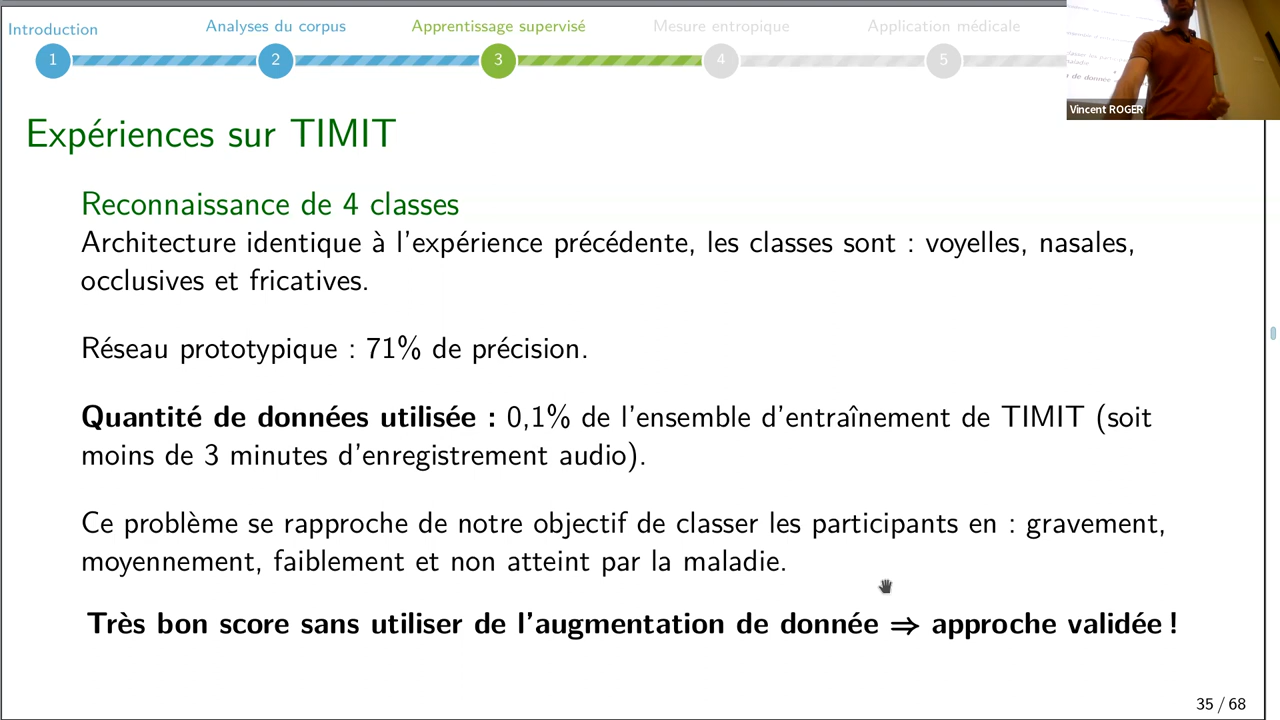 Introduction
Analyses du corpus
Apprentissage supervisé
Mesure entropique
Application médicale
1
2
3
4
5
Vincent ROGER
Expériences sur TIMIT
Reconnaissance de 4 classes
Architecture identique à l'expérience précédente, les classes sont : voyelles, nasales,
occlusives et fricatives.
Réseau prototypique : 71% de précision.
Quantité de données utilisée : 0,1% de l'ensemble d'entraînement de TIMIT (soit
moins de 3 minutes d'enregistrement audio).
Ce problème se rapproche de notre objectif de classer les participants en : gravement,
moyennement, faiblement et non atteint par la maladie.
Très bon score sans utiliser de l'augmentation de donnée ⇒ approche validée !
35 / 68